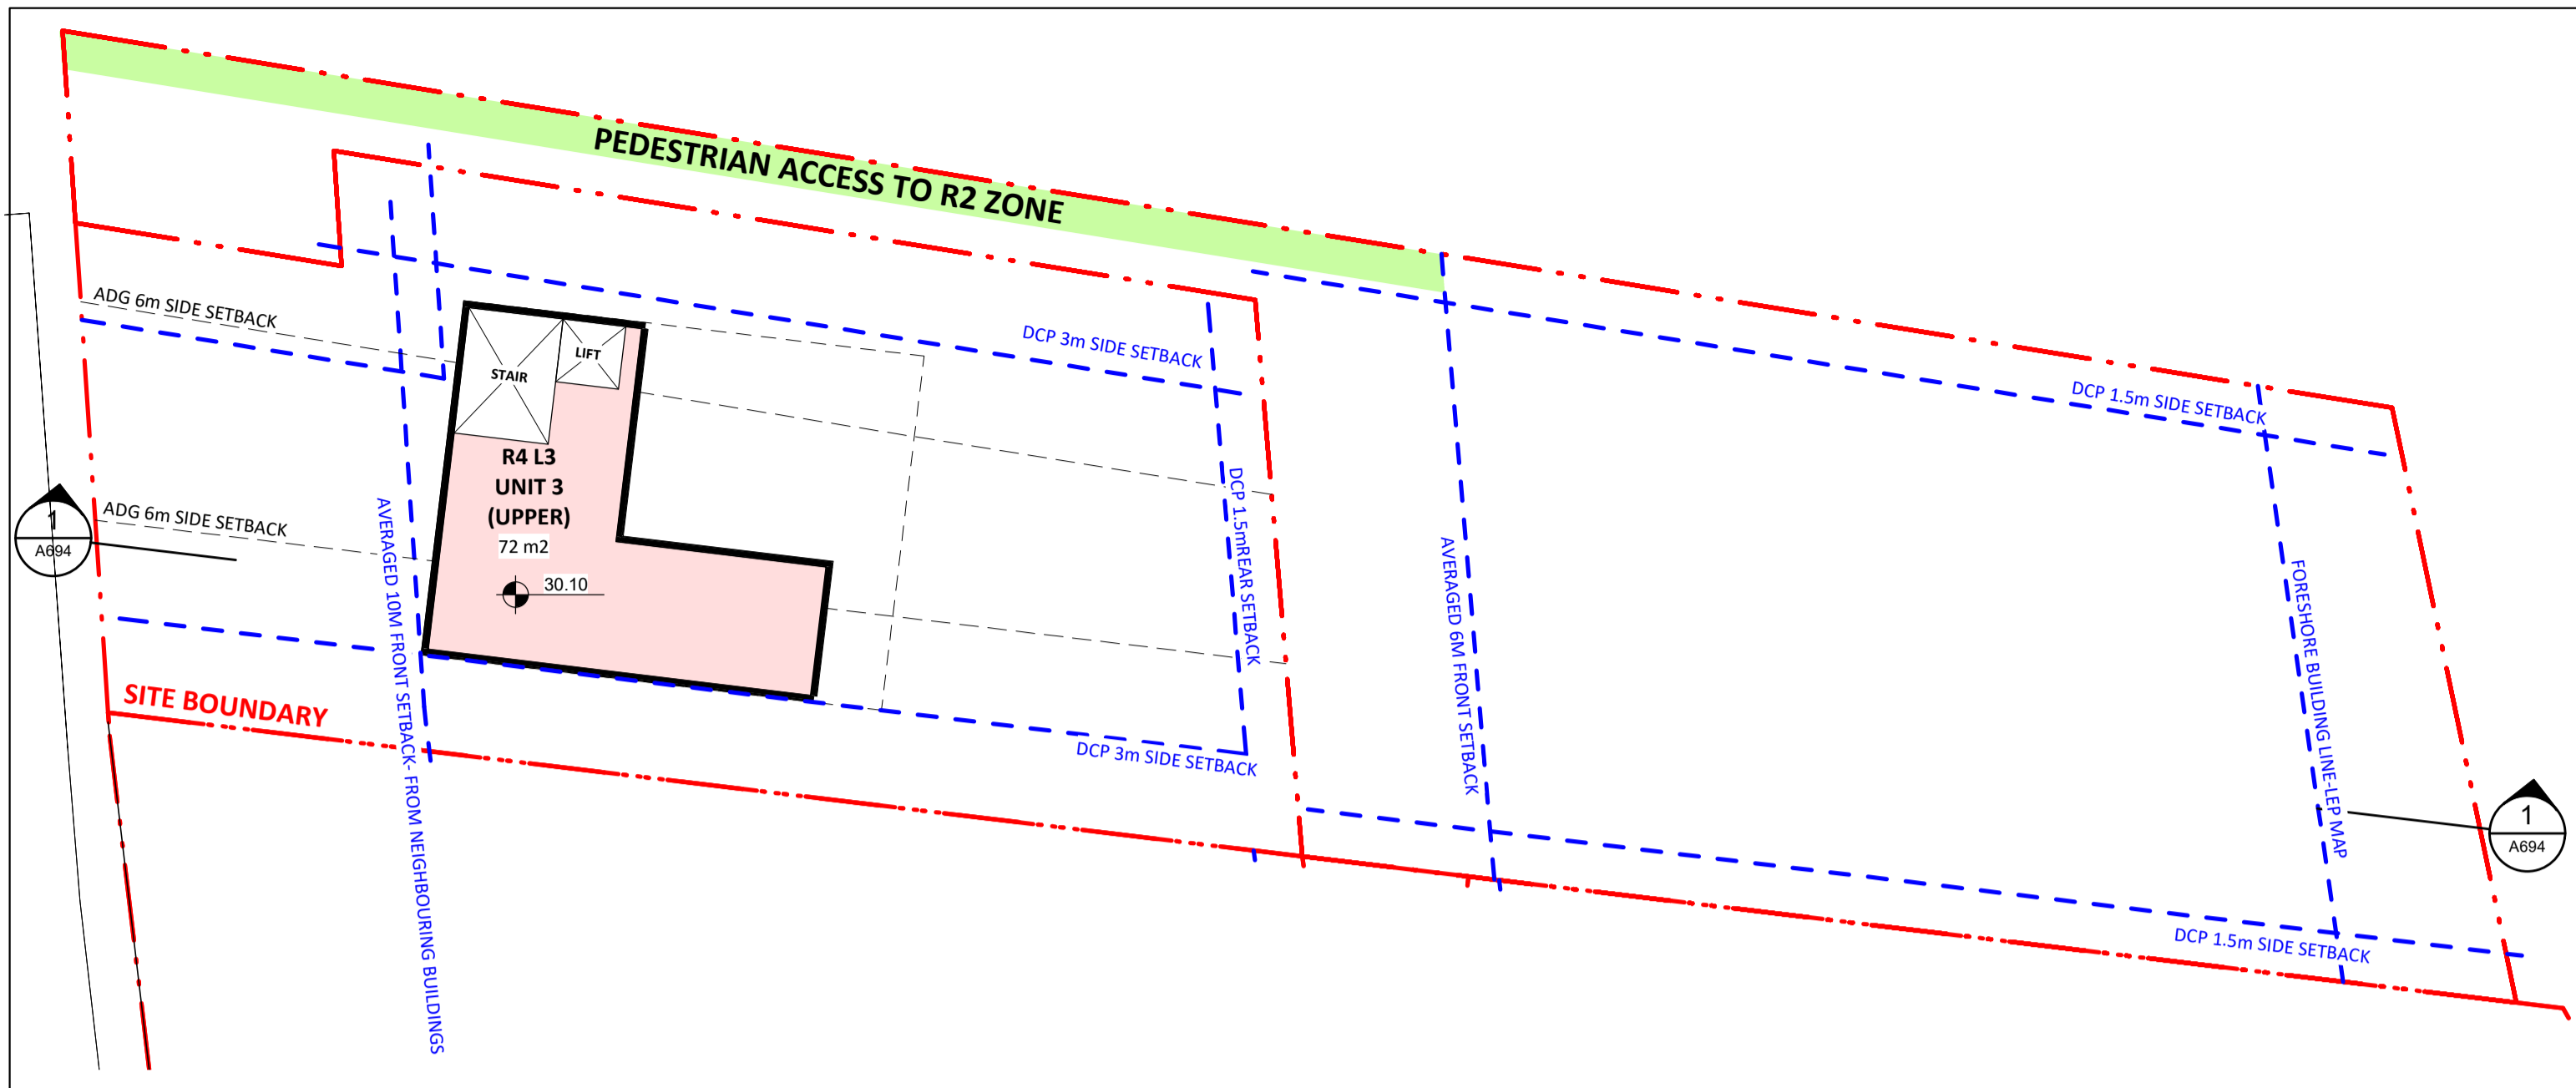 PEDESTRIAN ACCESS TO R2 ZONE
ADG 6m SIDE SETBACK
DCP 3m SIDE SETBACK
LIFT
STAIR
DCP 1.5m SIDE SETBACK
R4 L3
UNIT 3
(UPPER)
72 m2
30.10
ADG 6m SIDE SETBACK
1
A694
AVERAGED 10M FRONT SETBACK- FROM NEIGHBOURING BUILDINGS
DCP 1.5mREAR SETBACK
AVERAGED 6M FRONT SETBACK
FORESHORE BUILDING LINE-LEP MAP
SITE BOUNDARY
DCP 3m SIDE SETBACK
1
A694
DCP 1.5m SIDE SETBACK